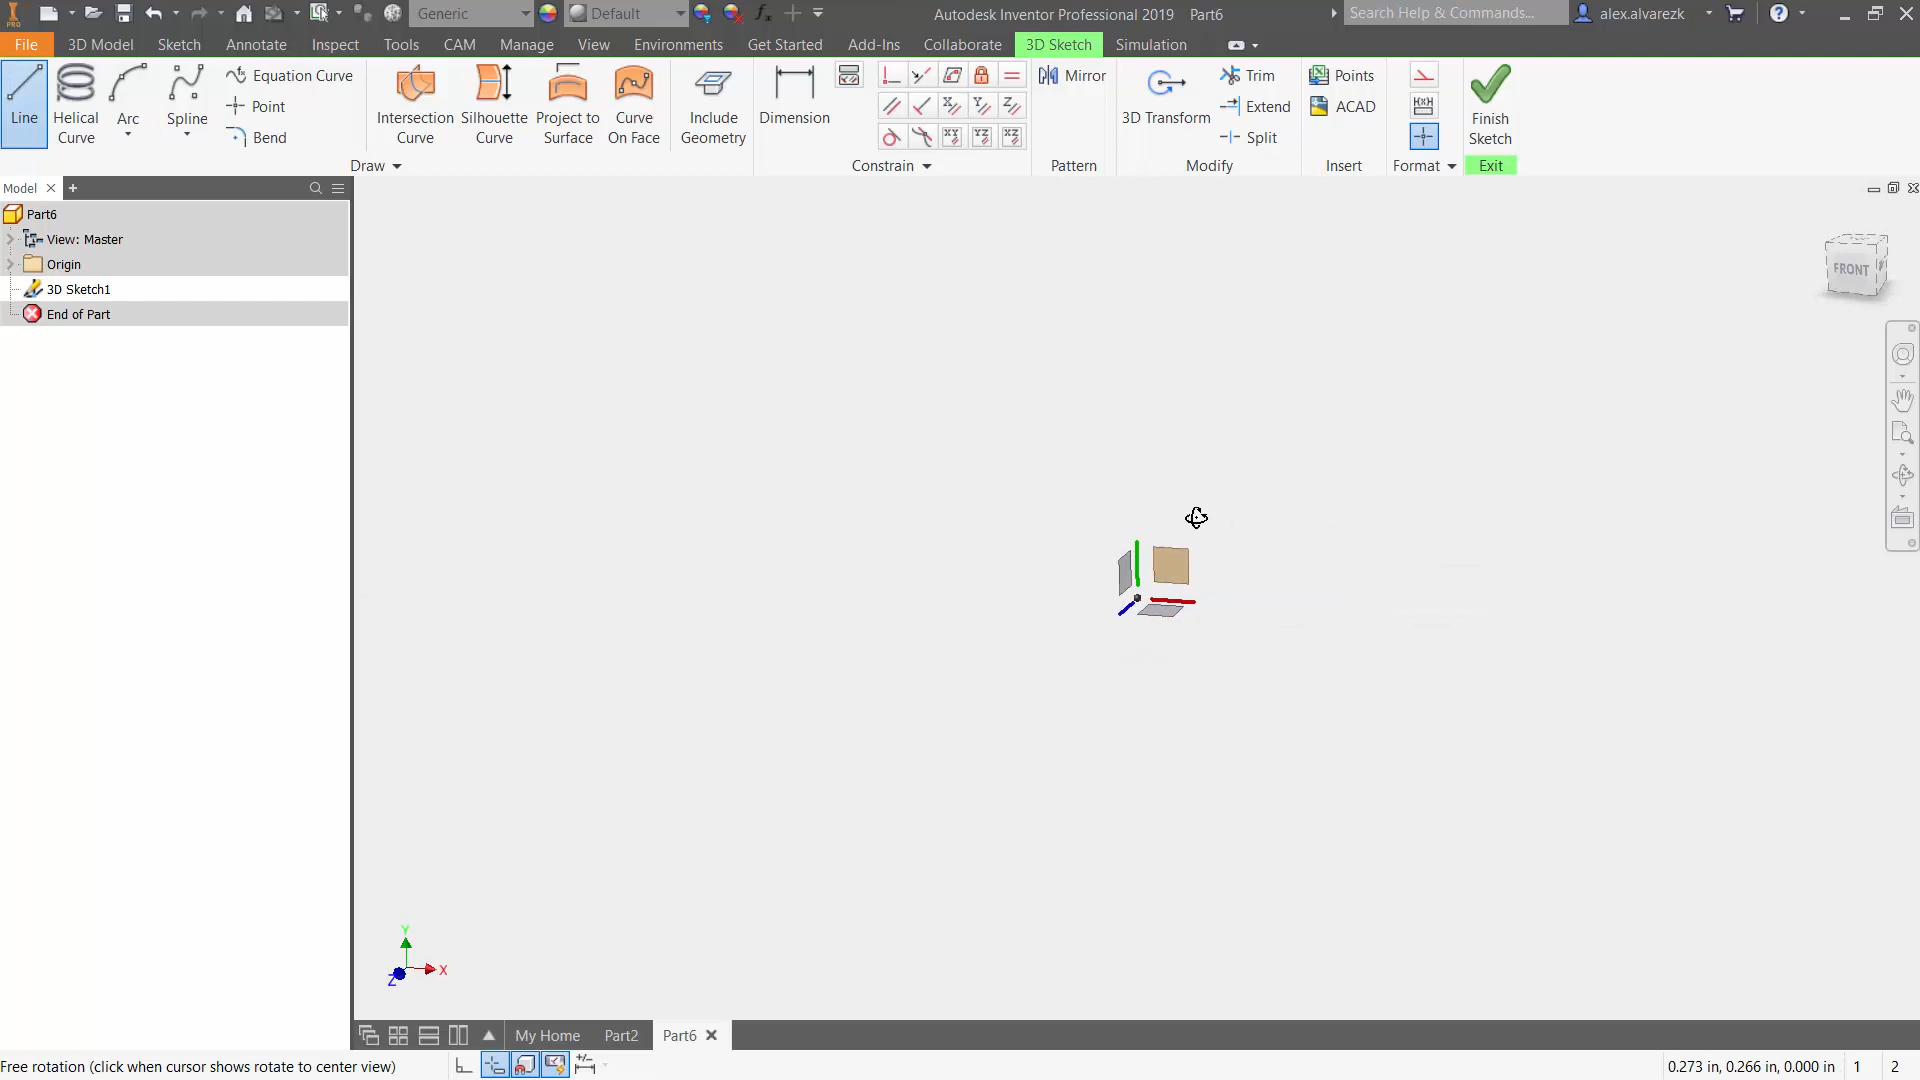 PRO
Generic
Default
Autodesk Inventor Professional 2019 Part6
Search Help & Commands...
alex.alvarezk
File
3D Model
Sketch
Annotate
Inspect
Tools
CAM
Manage
View
Environments
Get Started
Add-Ins
Collaborate
3D Sketch
Simulation
Line
Helical Curve
Arc
Spline
Equation Curve
Point
Bend
Intersection Curve
Silhouette Curve
Project to Surface
Curve On Face
Include Geometry
Dimension
Mirror
3D Transform
Trim
Extend
Split
Points
ACAD
Finish Sketch
Draw
Constrain
Pattern
Modify
Insert
Format
Exit
Model
Part6
View: Master
Origin
3D Sketch1
End of Part
FRONT
Y
X
Z
My Home
Part2
Part6
Free rotation (click when cursor shows rotate to center view)
0.273 in, 0.266 in, 0.000 in
1
2